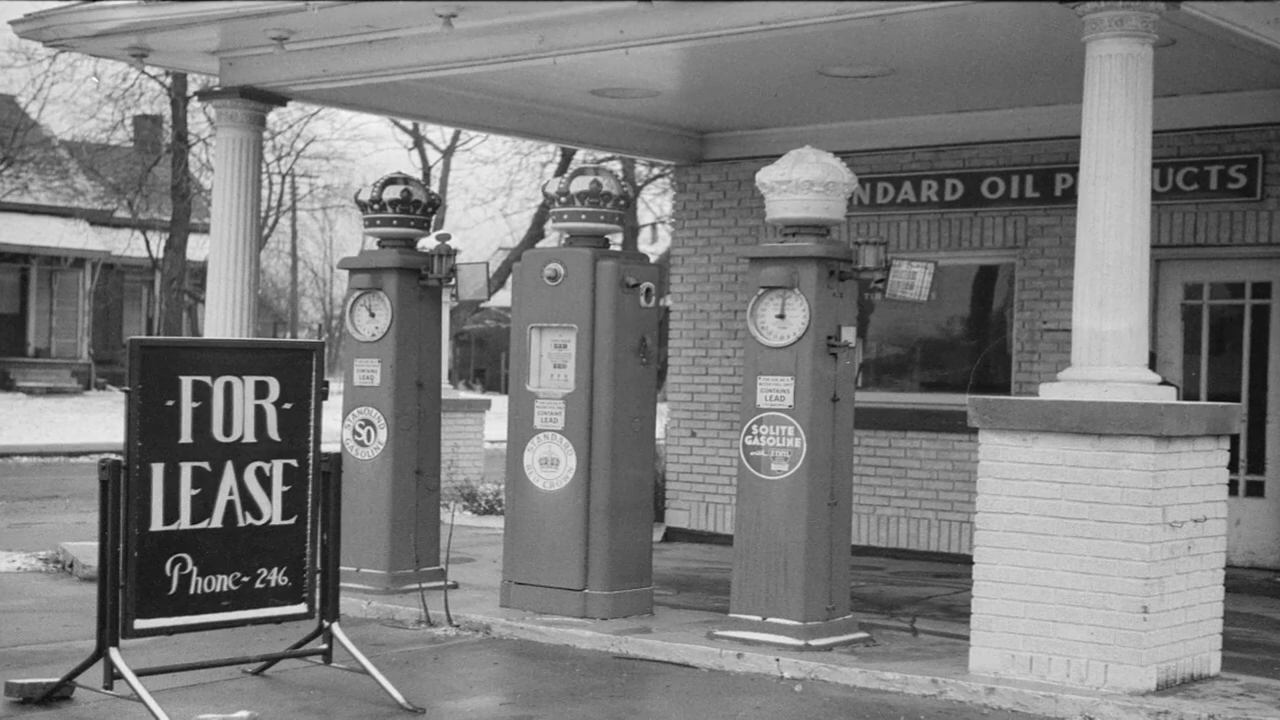 -FOR-
LEASE
Phone-246.
STANOLIND
SO
GASOLINE
CONTAINS
LEAD
CONTAINS
LEAD
STANDARD
RED CROWN
CONTAINS
LEAD
SOLITE
GASOLINE
with
NDARD OIL P UCTS